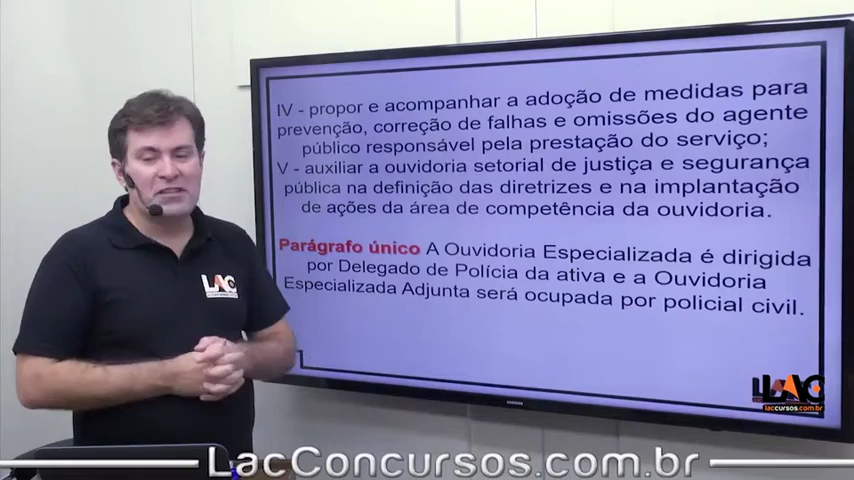 IV - propor e acompanhar a adoção de medidas para
prevenção, correção de falhas e omissões do agente
público responsável pela prestação do serviço;
V - auxiliar a ouvidoria setorial de justiça e segurança
pública na definição das diretrizes e na implantação
de ações da área de competência da ouvidoria.
Parágrafo único A Ouvidoria Especializada é dirigida
por Delegado de Polícia da ativa e a Ouvidoria
Especializada Adjunta será ocupada por policial civil.
LAC
LAC
laccursos.com.br
LacConcursos.com.br